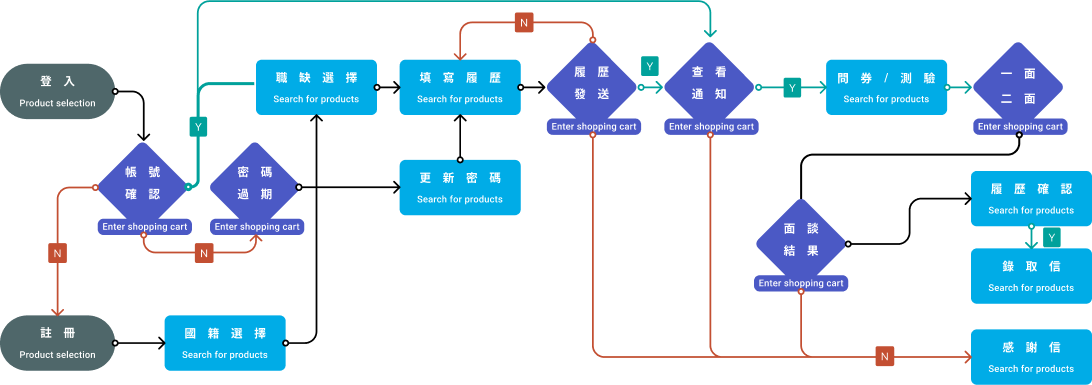 N
登 入
Product selection
職 缺 選 擇
Search for products
填 寫 履 歷
Search for products
履 歷
發 送
Enter shopping cart
Y
查 看
通 知
Enter shopping cart
Y
問 券 / 測 驗
Search for products
一 面
二 面
Enter shopping cart
Y
帳 號
確 認
Enter shopping cart
密 碼
過 期
Enter shopping cart
更 新 密 碼
Search for products
履 歷 確 認
Search for products
Y
面 談
結 果
Enter shopping cart
N
N
錄 取 信
Search for products
註 冊
Product selection
國 籍 選 擇
Search for products
N
感 謝 信
Search for products